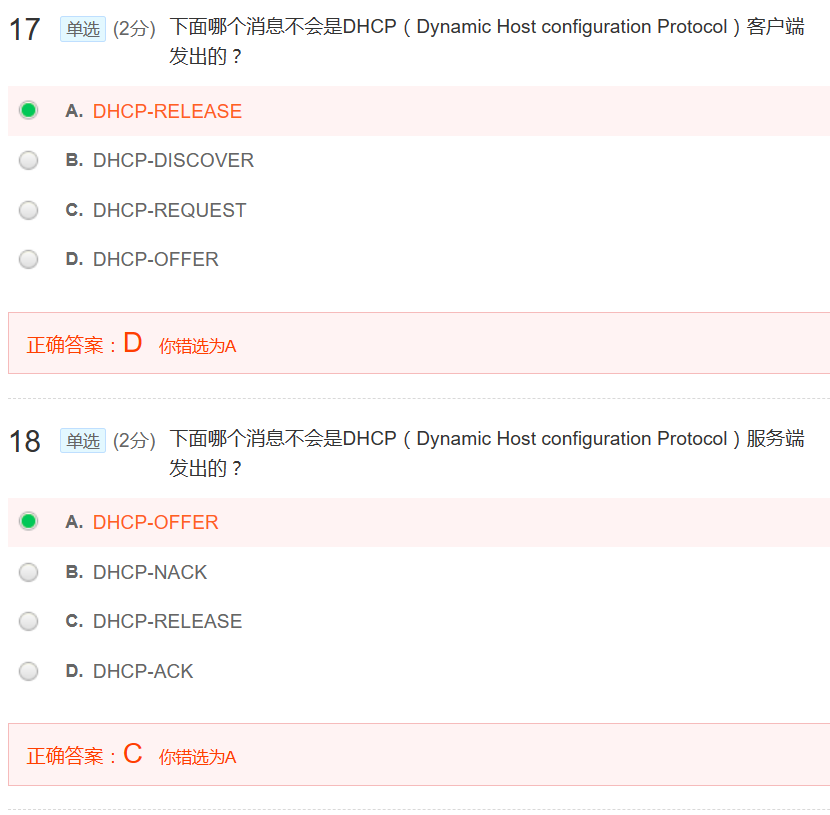 17 单选 (2分) 下面哪个消息不会是DHCP（Dynamic Host configuration Protocol）客户端
发出的？
A. DHCP-RELEASE
B. DHCP-DISCOVER
C. DHCP-REQUEST
D. DHCP-OFFER
正确答案：D 你错选为A
18 单选 (2分) 下面哪个消息不会是DHCP（Dynamic Host configuration Protocol）服务端
发出的？
A. DHCP-OFFER
B. DHCP-NACK
C. DHCP-RELEASE
D. DHCP-ACK
正确答案：C 你错选为A